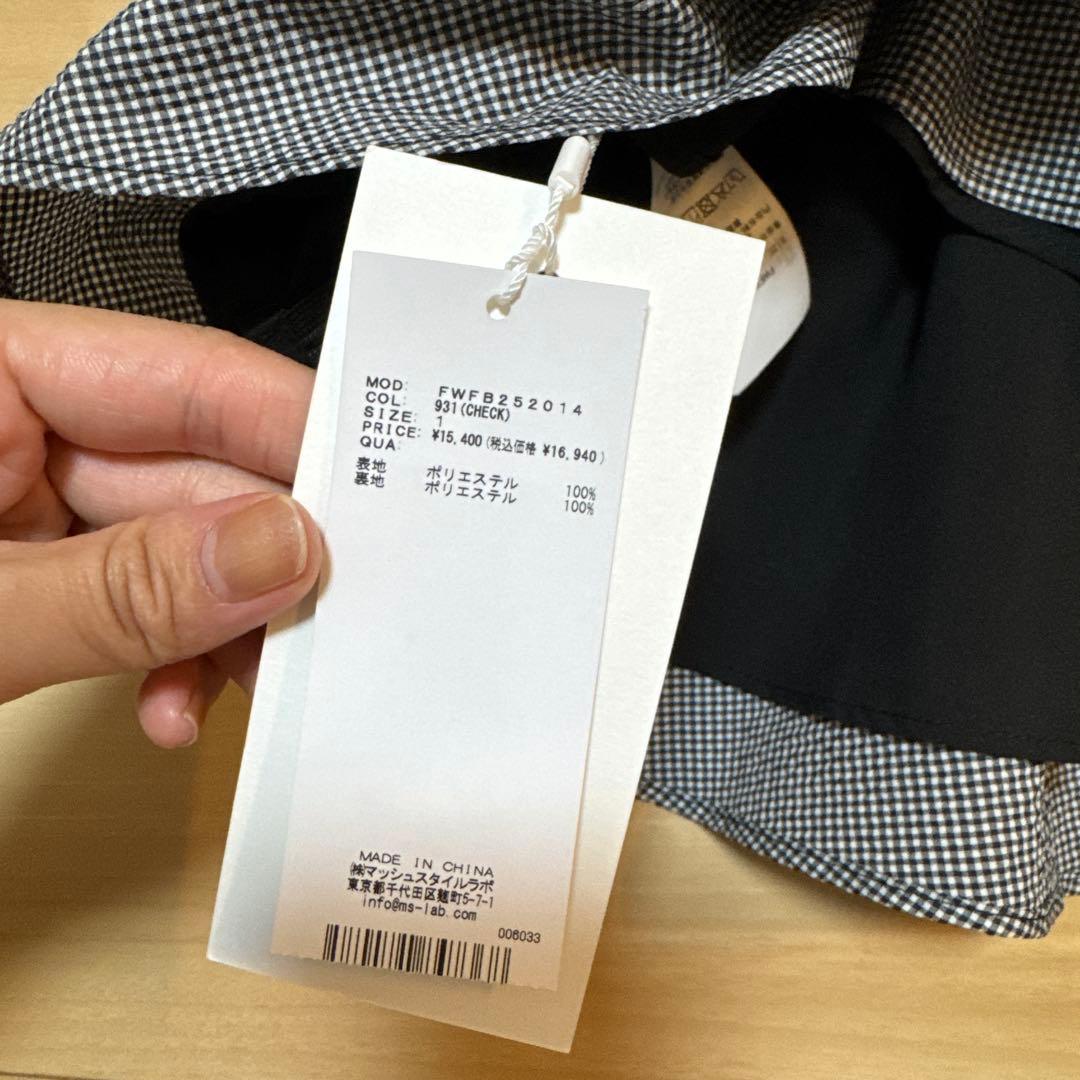 MOD: FWFB252014
COL: 931(CHECK)
SIZE: 1
PRICE: ¥15,400(税込価格 ¥16,940)
QUA:
表地 ポリエステル 100%
裏地 ポリエステル 100%
MADE IN CHINA
㈱マッシュスタイルラボ
東京都千代田区麹町5-7-1
info@ms-lab.com
006033